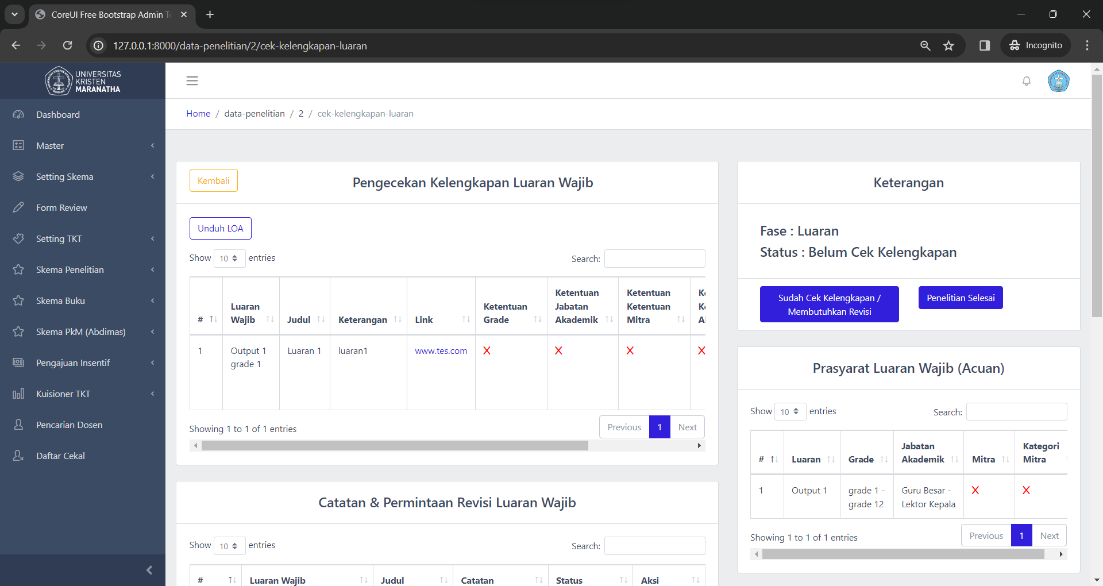 CoreUI Free Bootstrap Admin
127.0.0.1:8000/data-penelitian/2/cek-kelengkapan-luaran
Incognito
UNIVERSITAS
KRISTEN
MARANATHA
Dashboard
Master
Setting Skema
Form Review
Setting TKT
Skema Penelitian
Skema Buku
Skema PkM (Abdimas)
Pengajuan Insentif
Kuisioner TKT
Pencarian Dosen
Daftar Cekal
Home / data-penelitian / 2 / cek-kelengkapan-luaran
Kembali
Pengecekan Kelengkapan Luaran Wajib
Unduh LOA
Show 10 entries
Search:
# Luaran Wajib Judul Keterangan Link Ketentuan Grade Ketentuan Jabatan Akademik Ketentuan Ketentuan Mitra
1 Output 1 grade 1 Luaran 1 luaran1 www.tes.com X X X X
Showing 1 to 1 of 1 entries
Previous 1 Next
Catatan & Permintaan Revisi Luaran Wajib
Show 10 entries
Search:
# Luaran Wajib Judul Catatan Status Aksi
Keterangan
Fase : Luaran
Status : Belum Cek Kelengkapan
Sudah Cek Kelengkapan /
Membutuhkan Revisi
Penelitian Selesai
Prasyarat Luaran Wajib (Acuan)
Show 10 entries
Search:
# Luaran Grade Jabatan Akademik Mitra Kategori Mitra
1 Output 1 grade 1 - grade 12 Guru Besar - Lektor Kepala X X
Showing 1 to 1 of 1 entries
Previous 1 Next